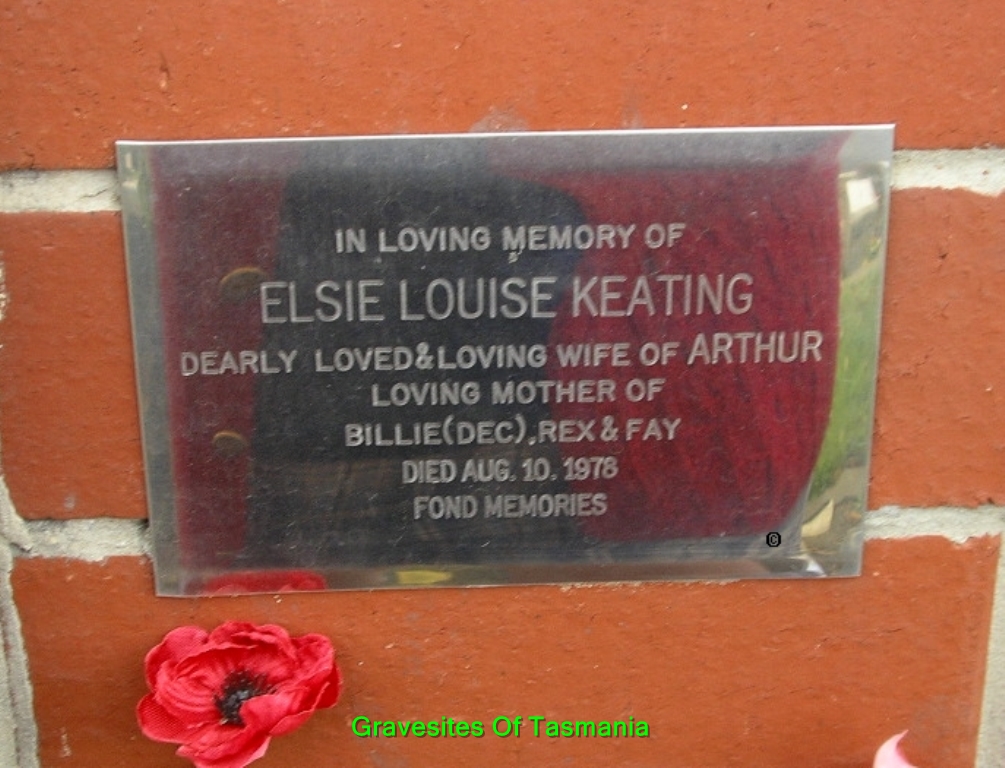 IN LOVING MEMORY OF
ELSIE LOUISE KEATING
DEARLY LOVED & LOVING WIFE OF ARTHUR
LOVING MOTHER OF
BILLIE (DEC), REX & FAY
DIED AUG. 10. 1978
FOND MEMORIES
©
Gravesites Of Tasmania